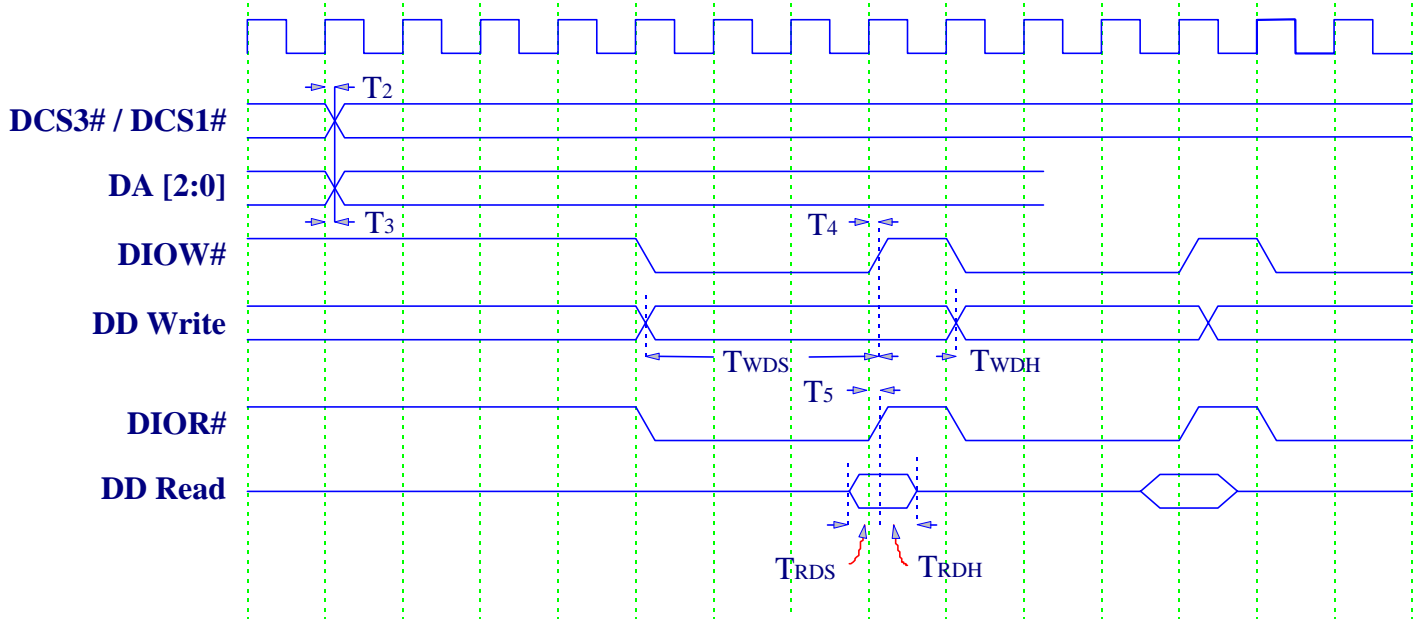 T2
DCS3# / DCS1#
DA [2:0]
T3
T4
DIOW#
DD Write
TWDS
TWDH
T5
DIOR#
DD Read
TRDS
TRDH